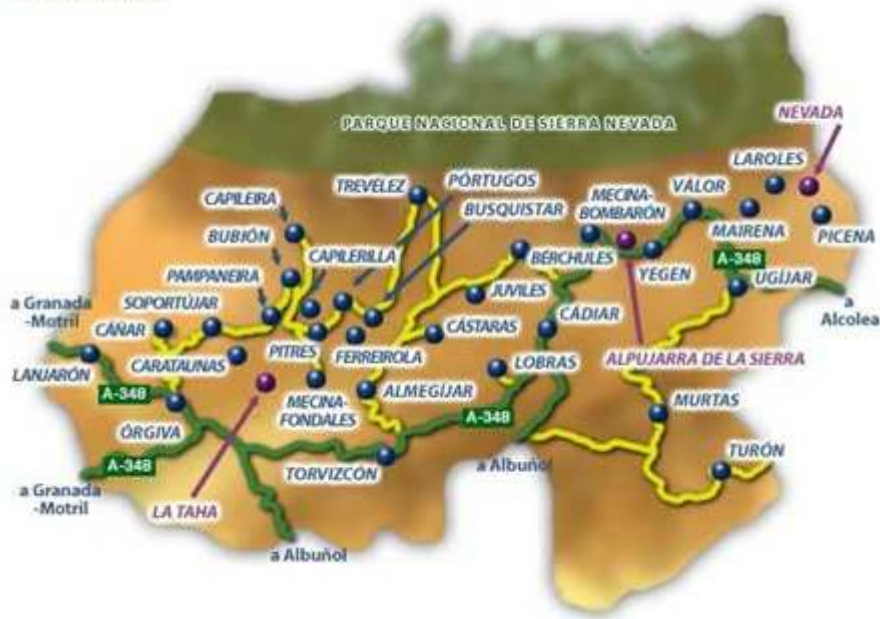 PARQUE NACIONAL DE SIERRA NEVADA
NEVADA
LAROLES
TREVÉLEZ
PÓRTUGOS
MECINA-
BOMBARÓN
VÁLOR
CAPILEIRA
BUSQUISTAR
BUBIÓN
MAIRENA
PICENA
CAPILERILLA
BÉRCHULES
YEGEN
A-348
PAMPANEIRA
UGÍJAR
a Granada
-Motril
SOPORTÚJAR
JUVILES
a
Alcolea
CÁÑAR
CÁDIAR
CÁSTARAS
PITRES
FERREIROLA
LANJARÓN
CARATAUNAS
LOBRAS
ALPUJARRA DE LA SIERRA
A-348
MECINA-
FONDALES
ALMEGÍJAR
A-348
MURTAS
ÓRGIVA
TURÓN
A-348
TORVIZCÓN
a Albuñol
a Granada
-Motril
LA TAHA
a Albuñol